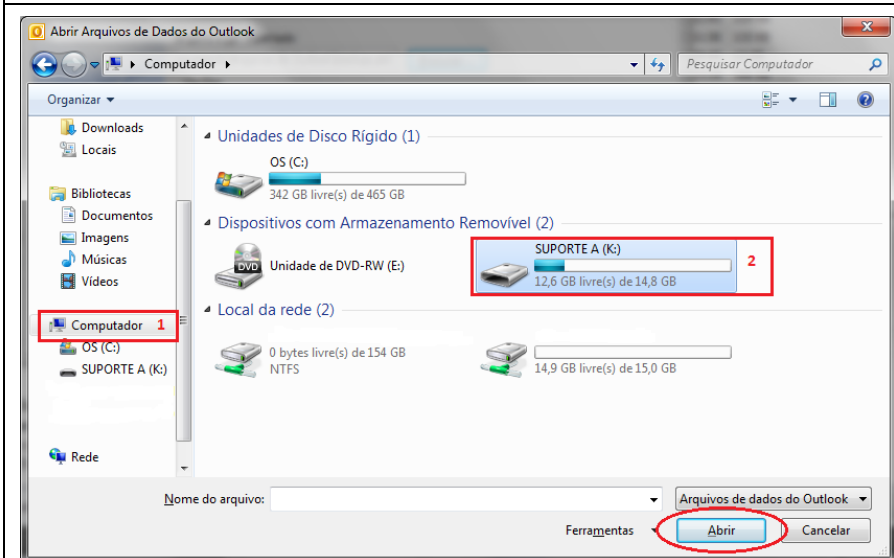 Abrir Arquivos de Dados do Outlook
Computador
Pesquisar Computador
Organizar
Downloads
Locais
Bibliotecas
Documentos
Imagens
Músicas
Vídeos
Computador 1
OS (C:)
SUPORTE A (K:)
Rede
Unidades de Disco Rígido (1)
OS (C:)
342 GB livre(s) de 465 GB
Dispositivos com Armazenamento Removível (2)
Unidade de DVD-RW (E:)
SUPORTE A (K:)
12,6 GB livre(s) de 14,8 GB
2
Local da rede (2)
0 bytes livre(s) de 154 GB
NTFS
14,9 GB livre(s) de 15,0 GB
Nome do arquivo:
Arquivos de dados do Outlook
Ferramentas
Abrir
Cancelar